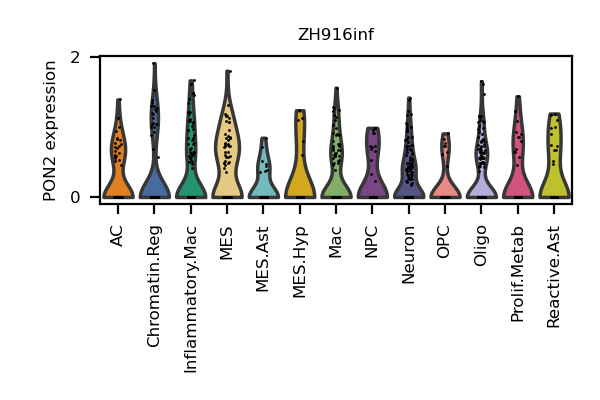 ZH916inf
PON2 expression
2
0
AC
Chromatin.Reg
Inflammatory.Mac
MES
MES.Ast
MES.Hyp
Mac
NPC
Neuron
OPC
Oligo
Prolif.Metab
Reactive.Ast